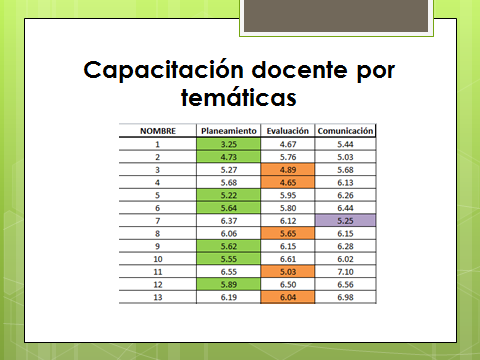 Capacitación docente por
temáticas
NOMBRE Planeamiento Evaluación Comunicación
1 3.25 4.67 5.44
2 4.73 5.76 5.03
3 5.27 4.89 5.68
4 5.68 4.65 6.13
5 5.22 5.95 6.26
6 5.64 5.80 6.44
7 6.37 6.12 5.25
8 6.06 5.65 6.15
9 5.62 6.15 6.28
10 5.55 6.61 6.02
11 6.55 5.03 7.10
12 5.89 6.50 6.56
13 6.19 6.04 6.98